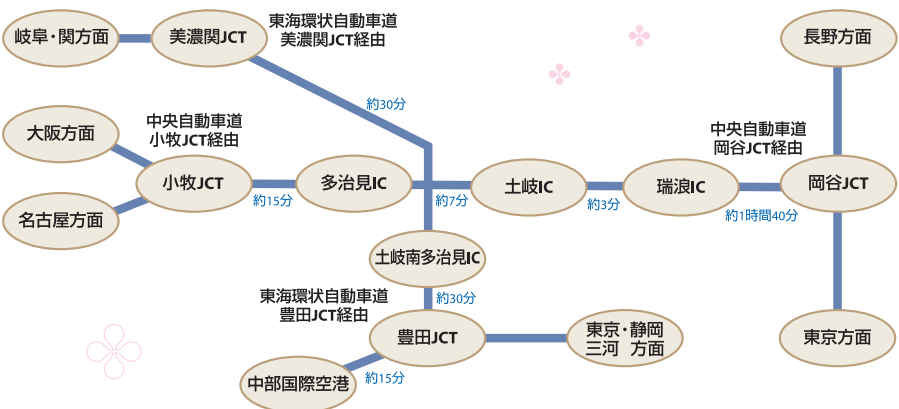 岐阜・関方面
美濃関JCT
東海環状自動車道
美濃関JCT経由
長野方面
約30分
大阪方面
中央自動車道
小牧JCT経由
中央自動車道
岡谷JCT経由
小牧JCT
多治見IC
土岐IC
瑞浪IC
岡谷JCT
約15分
約7分
約3分
約1時間40分
名古屋方面
土岐南多治見IC
東海環状自動車道
豊田JCT経由
約30分
豊田JCT
東京・静岡
三河 方面
東京方面
中部国際空港
約15分